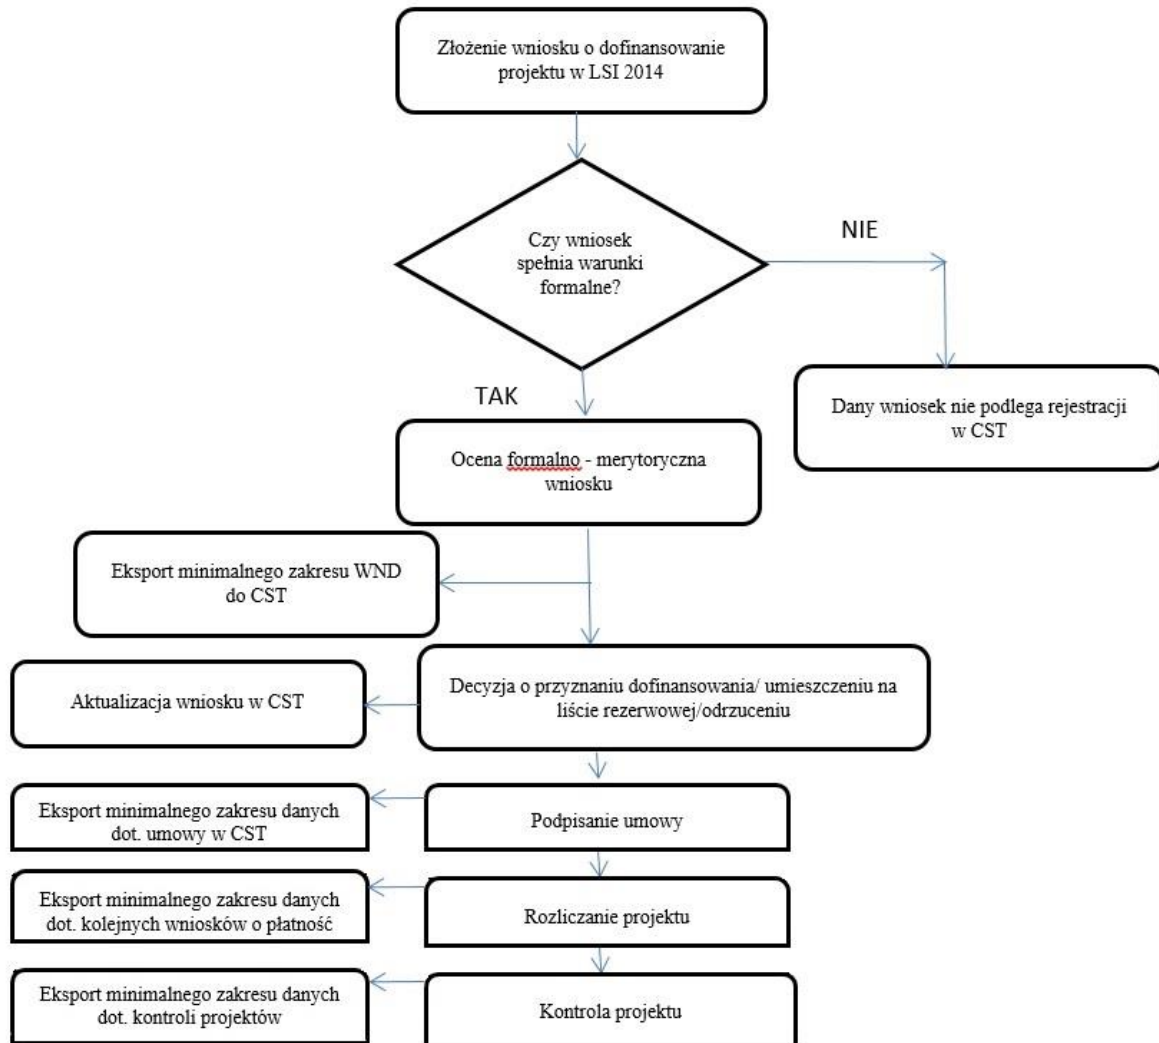 Złożenie wniosku o dofinansowanie
projektu w LSI 2014
Czy wniosek
spełnia warunki
formalne?
NIE
TAK
Dany wniosek nie podlega rejestracji
w CST
Ocena formalno - merytoryczna
wniosku
Eksport minimalnego zakresu WND
do CST
Decyzja o przyznaniu dofinansowania/ umieszczeniu na
liście rezerwowej/odrzuceniu
Aktualizacja wniosku w CST
Eksport minimalnego zakresu danych
dot. umowy w CST
Podpisanie umowy
Eksport minimalnego zakresu danych
dot. kolejnych wniosków o płatność
Rozliczanie projektu
Eksport minimalnego zakresu danych
dot. kontroli projektów
Kontrola projektu